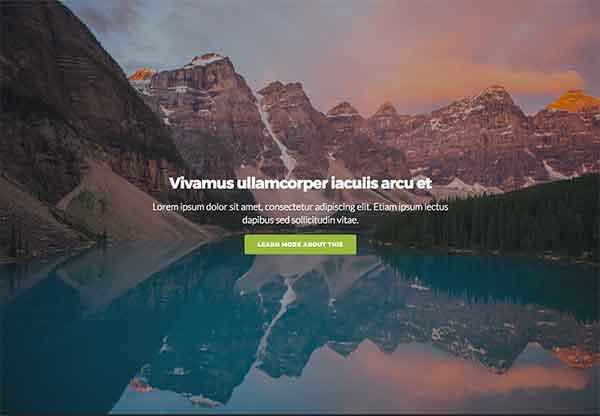 Vivamus ullamcorper iaculis arcu et
Lorem ipsum dolor sit amet, consectetur adipiscing elit. Etiam ipsum lectus
dapibus sed sollicitudin vitae.
LEARN MORE ABOUT THIS